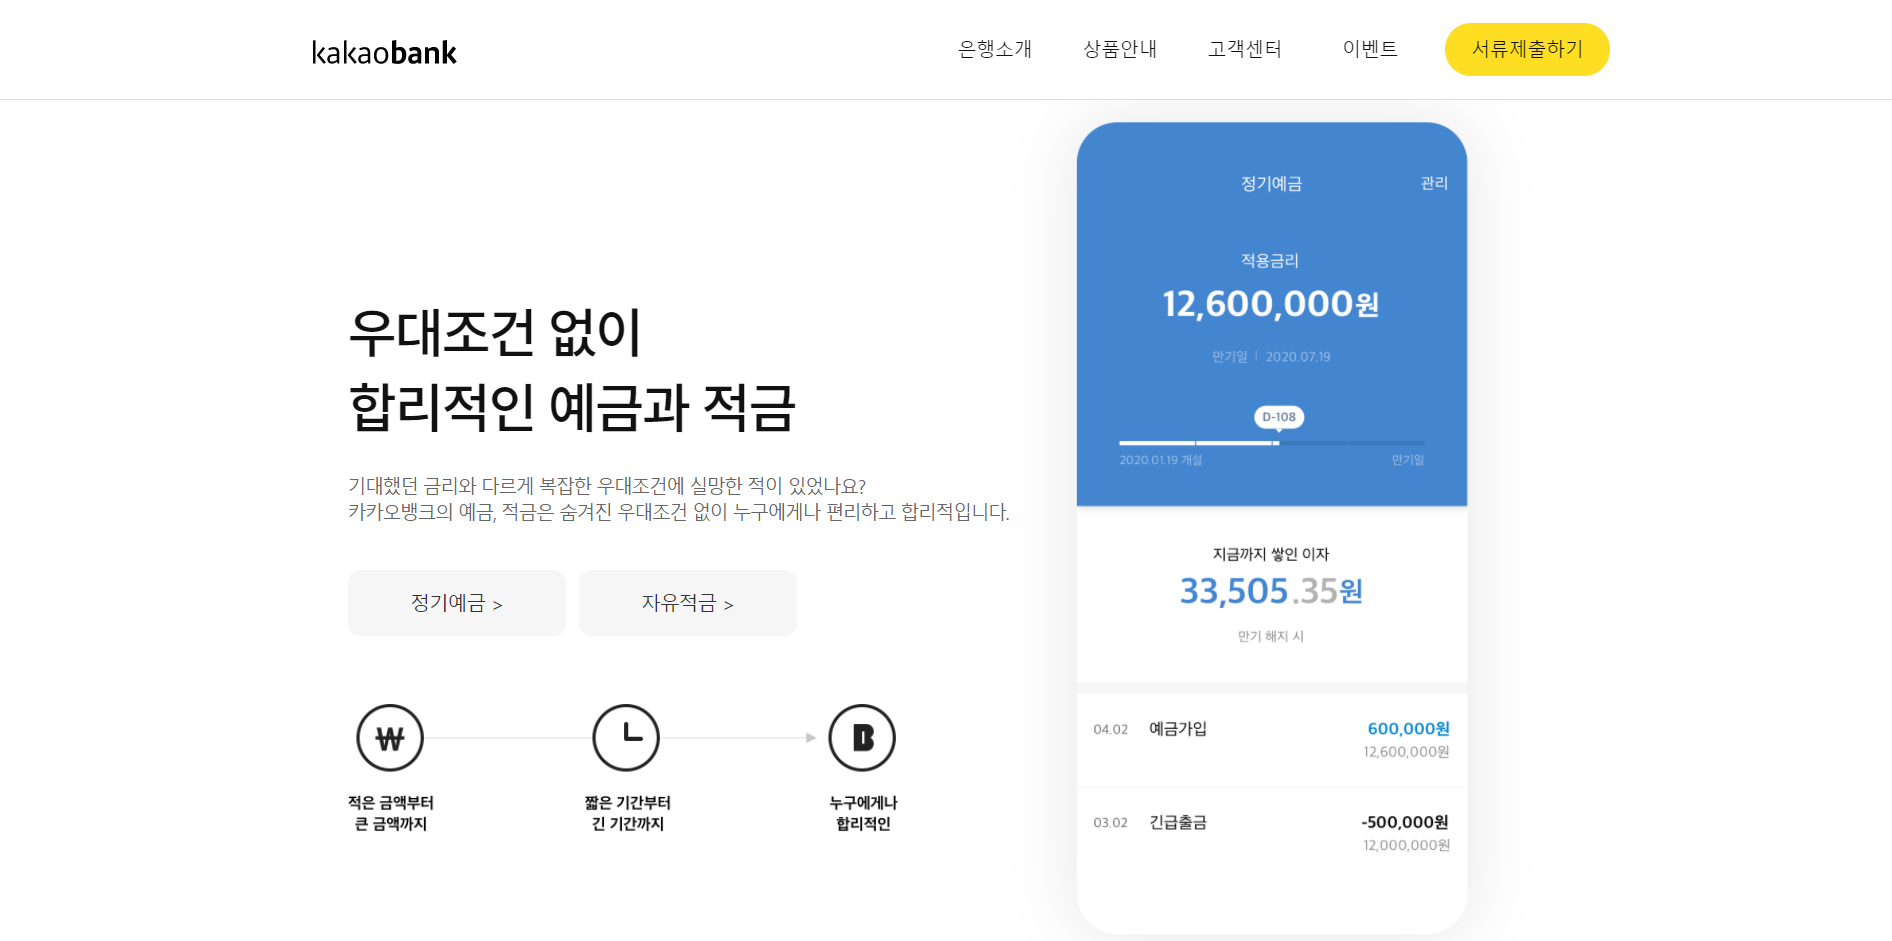 kakaobank
은행소개 상품안내 고객센터 이벤트 서류제출하기
우대조건 없이
합리적인 예금과 적금
기대했던 금리와 다르게 복잡한 우대조건에 실망한 적이 있었나요?
카카오뱅크의 예금, 적금은 숨겨진 우대조건 없이 누구에게나 편리하고 합리적입니다.
정기예금 >
자유적금 >
₩
B
적은 금액부터
큰 금액까지
짧은 기간부터
긴 기간까지
누구에게나
합리적인
정기예금 관리
적용금리
12,600,000원
만기일 | 2020.07.19
D-108
2020.01.19 개설 만기일
지금까지 쌓인 이자
33,505.35원
만기 해지 시
04.02 예금가입 600,000원
12,600,000원
03.02 긴급출금 -500,000원
12,000,000원